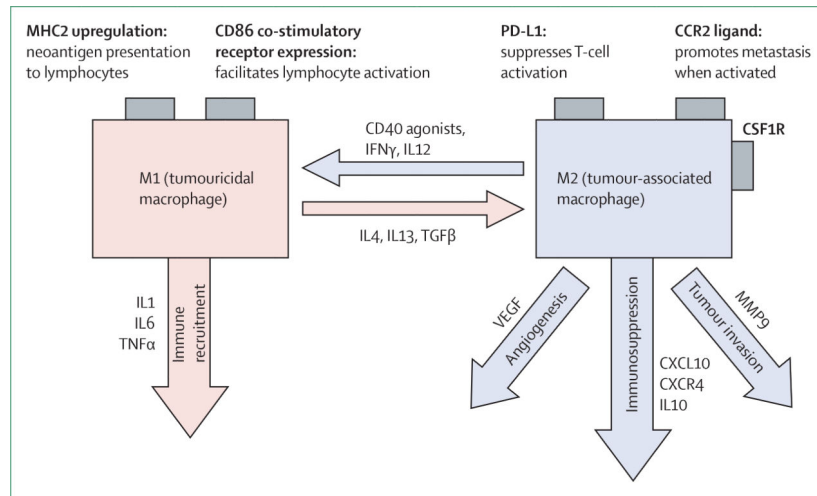 MHC2 upregulation:
neoantigen presentation
to lymphocytes
CD86 co-stimulatory
receptor expression:
facilitates lymphocyte activation
PD-L1:
suppresses T-cell
activation
CCR2 ligand:
promotes metastasis
when activated
CSF1R
M1 (tumouricidal
macrophage)
CD40 agonists,
IFNγ, IL12
IL4, IL13, TGFβ
M2 (tumour-associated
macrophage)
IL1
IL6
TNFα
Immune
recruitment
VEGF
Angiogenesis
Immunosuppression
CXCL10
CXCR4
IL10
Tumour invasion
MMP9